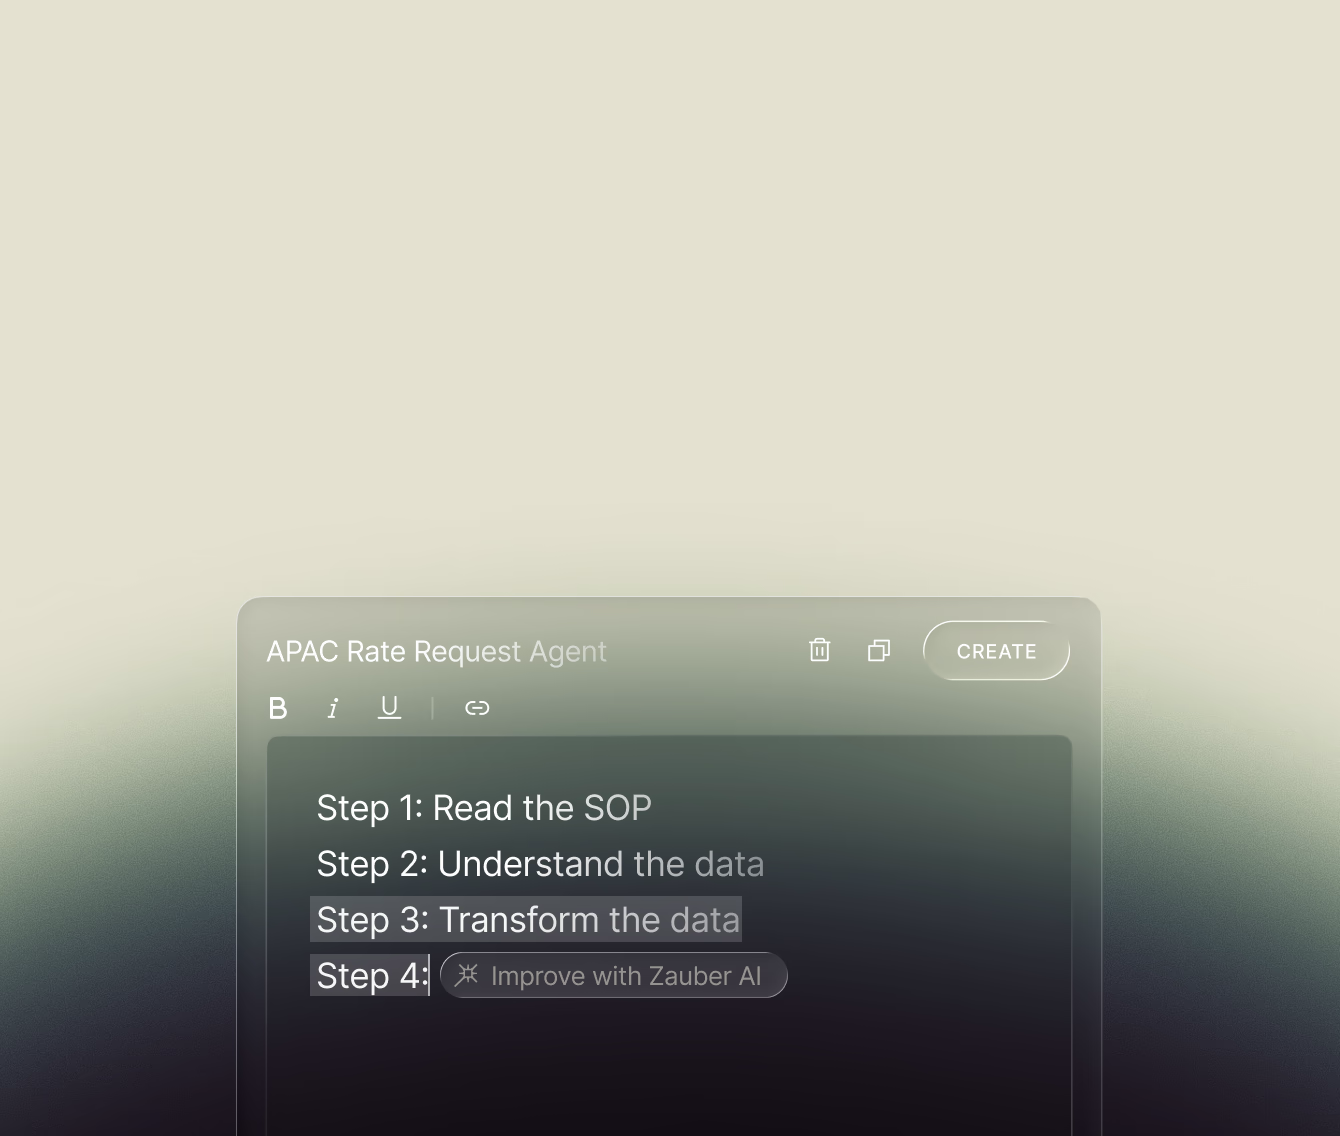 APAC Rate Request Agent
CREATE
B i U
Step 1: Read the SOP
Step 2: Understand the data
Step 3: Transform the data
Step 4: Improve with Zauber AI